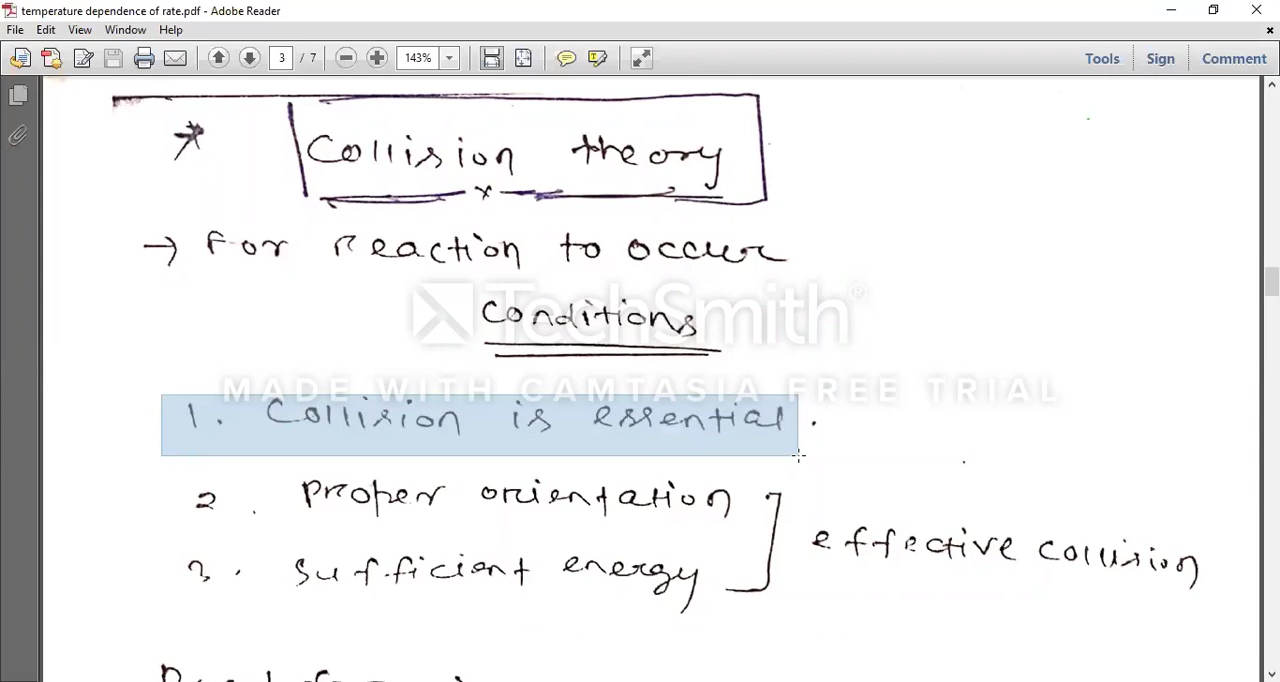 temperature dependence of rate.pdf - Adobe Reader
File Edit View Window Help
3 / 7 143% Tools Sign Comment
* Collision theory
x
→ For Reaction to occur
Conditions
TechSmith®
MADE WITH CAMTASIA FREE TRIAL
1. Collision is essential.
2. Proper orientation
3. Sufficient energy
effective collision